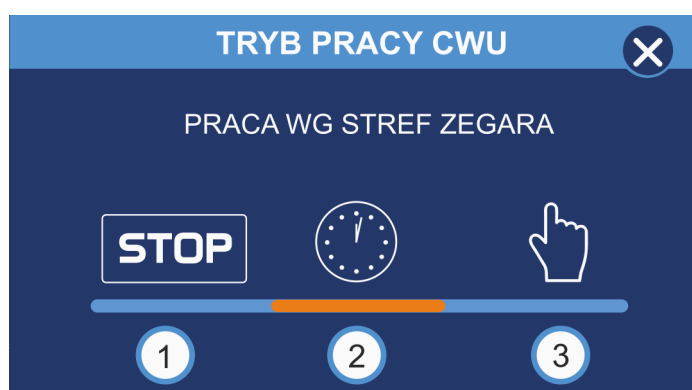 TRYB PRACY CWU
PRACA WG STREF ZEGARA
STOP
1 2 3